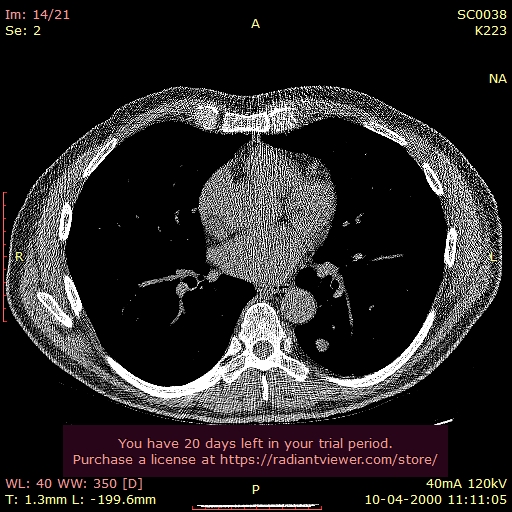 Im: 14/21
Se: 2
A
SC0038
K223
NA
R
L
You have 20 days left in your trial period.
Purchase a license at https://radiantviewer.com/store/
WL: 40 WW: 350 [D]
T: 1.3mm L: -199.6mm
P
40mA 120kV
10-04-2000 11:11:05